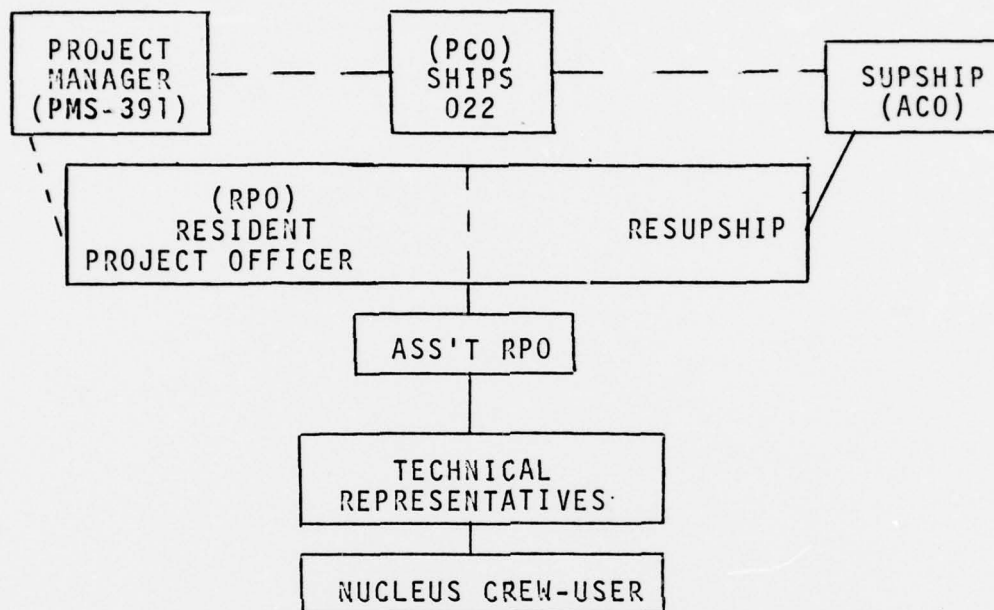 PROJECT
MANAGER
(PMS-391)
(PCO)
SHIPS
022
SUPSHIP
(ACO)
(RPO)
RESIDENT
PROJECT OFFICER
RESUPSHIP
ASS'T RPO
TECHNICAL
REPRESENTATIVES
NUCLEUS CREW-USER